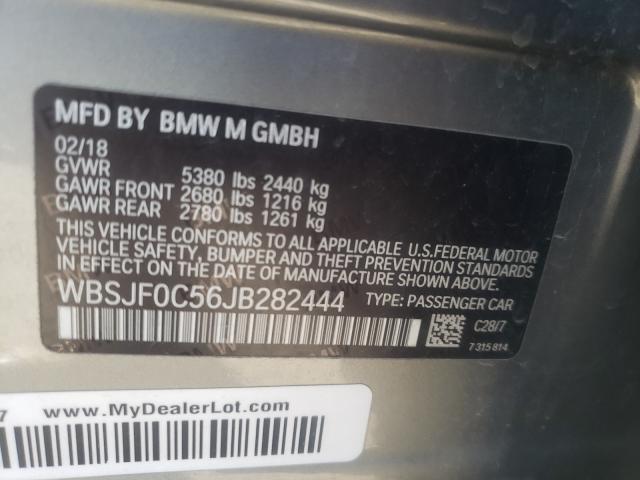 MFD BY BMW M GMBH
02/18
GVWR 5380 lbs 2440 kg
GAWR FRONT 2680 lbs 1216 kg
GAWR REAR 2780 lbs 1261 kg
THIS VEHICLE CONFORMS TO ALL APPLICABLE U.S.FEDERAL MOTOR
VEHICLE SAFETY, BUMPER AND THEFT PREVENTION STANDARDS
IN EFFECT ON THE DATE OF MANUFACTURE SHOWN ABOVE.
WBSJF0C56JB282444 TYPE: PASSENGER CAR
C28/7
7 315 814
7 www.MyDealerLot.com